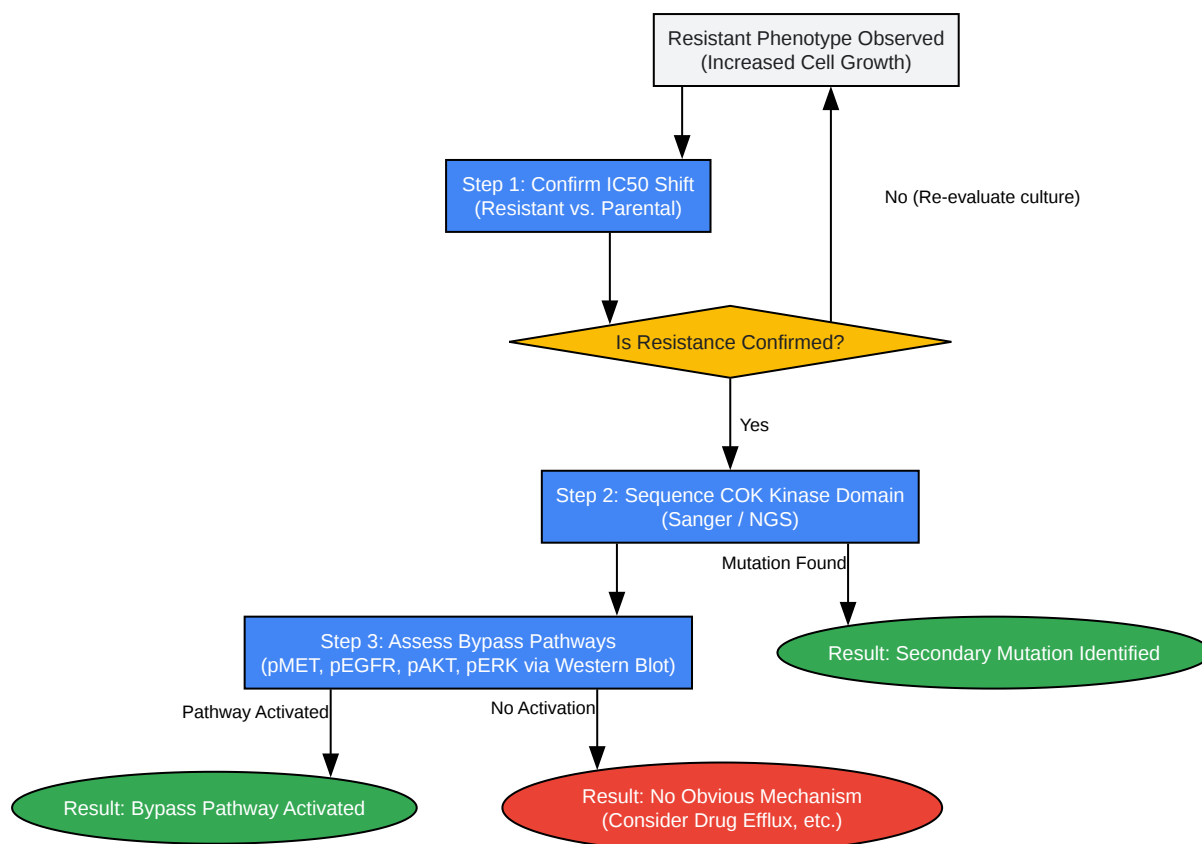 Resistant Phenotype Observed
(Increased Cell Growth)
Step 1: Confirm IC50 Shift
(Resistant vs. Parental)
No (Re-evaluate culture)
Is Resistance Confirmed?
Yes
Step 2: Sequence COK Kinase Domain
(Sanger / NGS)
Mutation Found
Step 3: Assess Bypass Pathways
(pMET, pEGFR, pAKT, pERK via Western Blot)
Result: Secondary Mutation Identified
Pathway Activated
No Activation
Result: Bypass Pathway Activated
Result: No Obvious Mechanism
(Consider Drug Efflux, etc.)